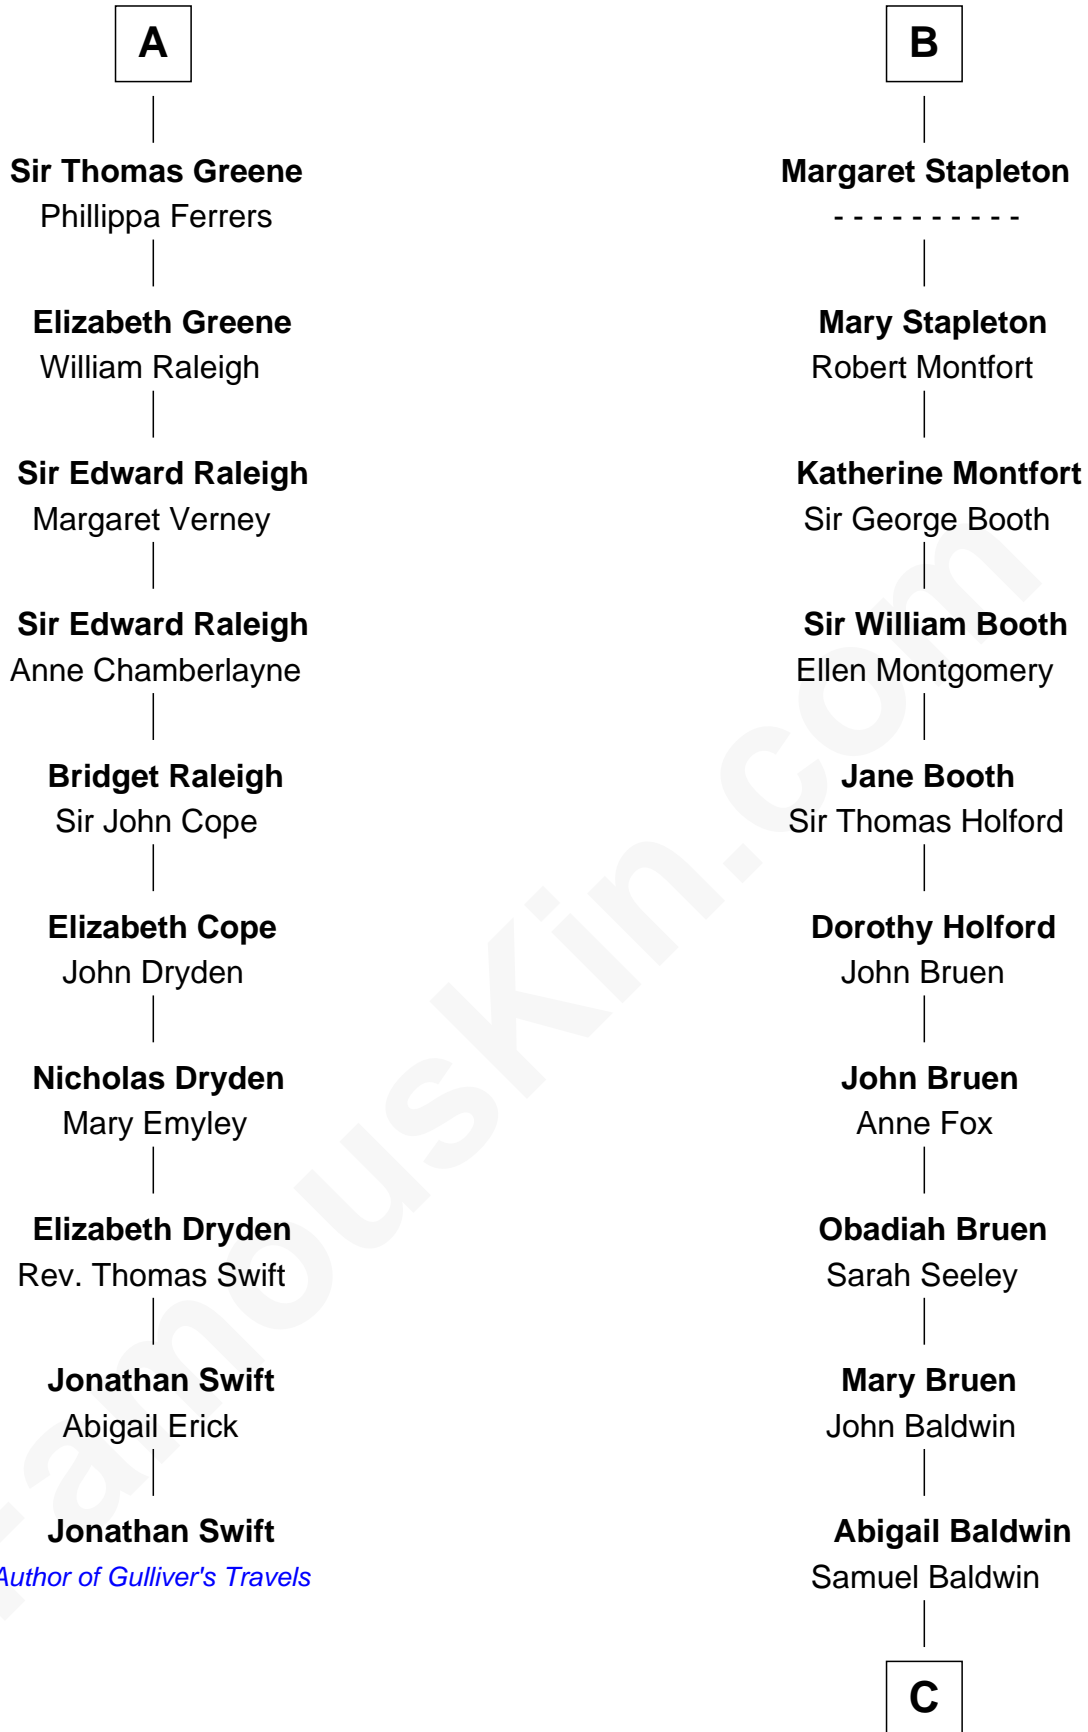 A
Sir Thomas Greene
Phillippa Ferrers
Elizabeth Greene
William Raleigh
Sir Edward Raleigh
Margaret Verney
Sir Edward Raleigh
Anne Chamberlayne
Bridget Raleigh
Sir John Cope
Elizabeth Cope
John Dryden
Nicholas Dryden
Mary Emyley
Elizabeth Dryden
Rev. Thomas Swift
Jonathan Swift
Abigail Erick
Jonathan Swift
Author of Gulliver's Travels
B
Margaret Stapleton
- - - - - - - - - -
Mary Stapleton
Robert Montfort
Katherine Montfort
Sir George Booth
Sir William Booth
Ellen Montgomery
Jane Booth
Sir Thomas Holford
Dorothy Holford
John Bruen
John Bruen
Anne Fox
Obadiah Bruen
Sarah Seeley
Mary Bruen
John Baldwin
Abigail Baldwin
Samuel Baldwin
C
FamousKin.com